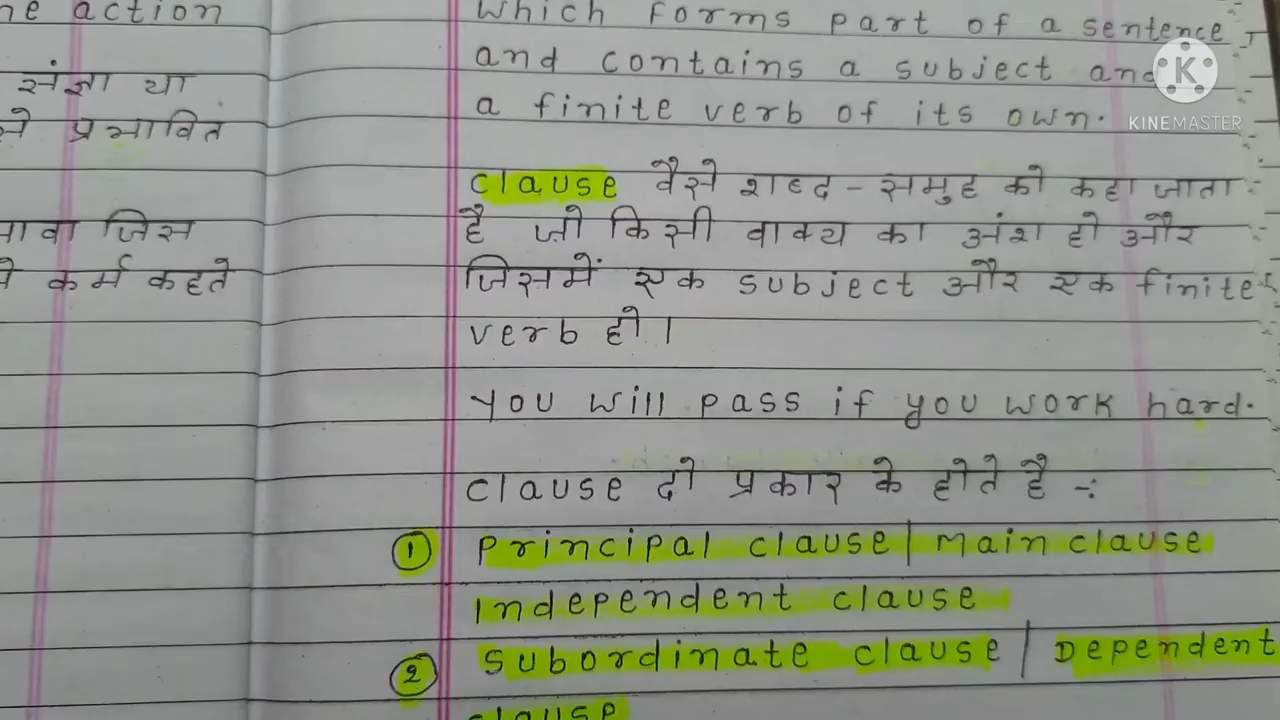 he action
संज्ञा या
प्रभावित
जिस
कर्म कहते
which forms part of a sentence
and contains a subject and
a finite verb of its own.
clause वैसे शब्द - समुह को कहा जाता
है जो किसी वाक्य का अंश हो और
जिसमें एक subject और एक finite
verb हो ।
You will pass if you work hard.
clause दो प्रकार के होते है -:
① Principal clause | Main clause
Independent clause
② Subordinate clause | Dependent
clause
KINEMASTER